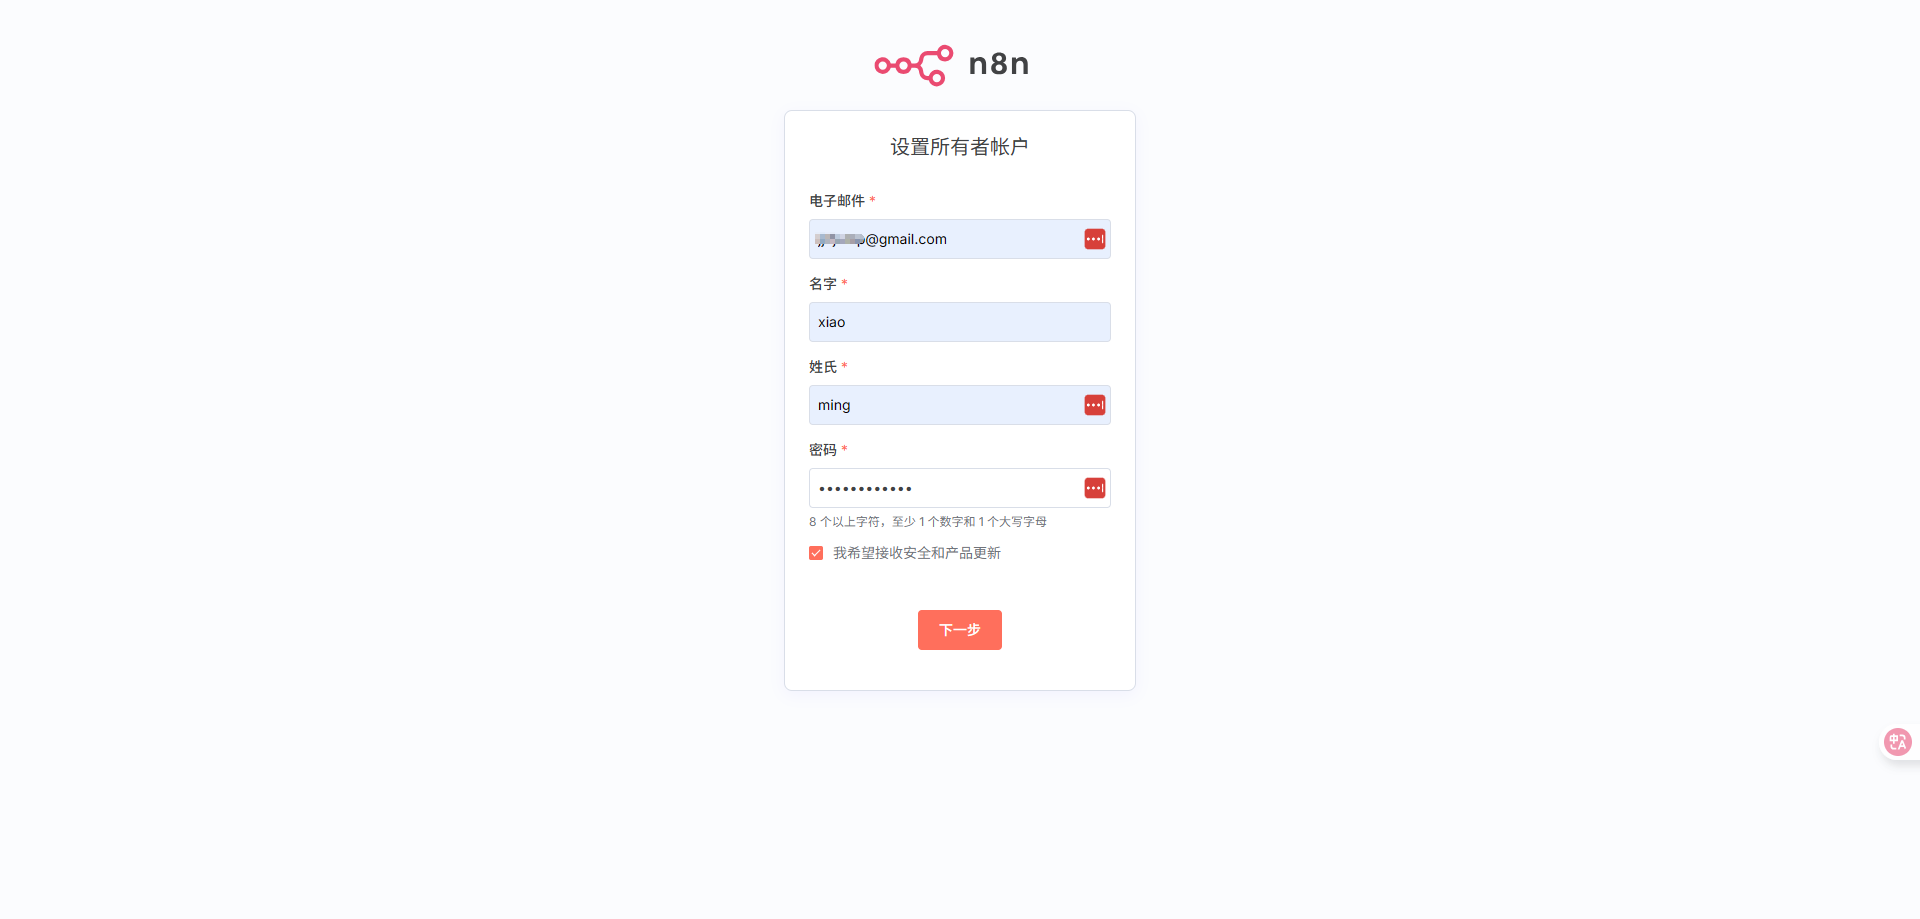 n8n
设置所有者帐户
电子邮件 *
@gmail.com
名字 *
xiao
姓氏 *
ming
密码 *
••••••••••••
8 个以上字符，至少 1 个数字和 1 个大写字母
我希望接收安全和产品更新
下一步